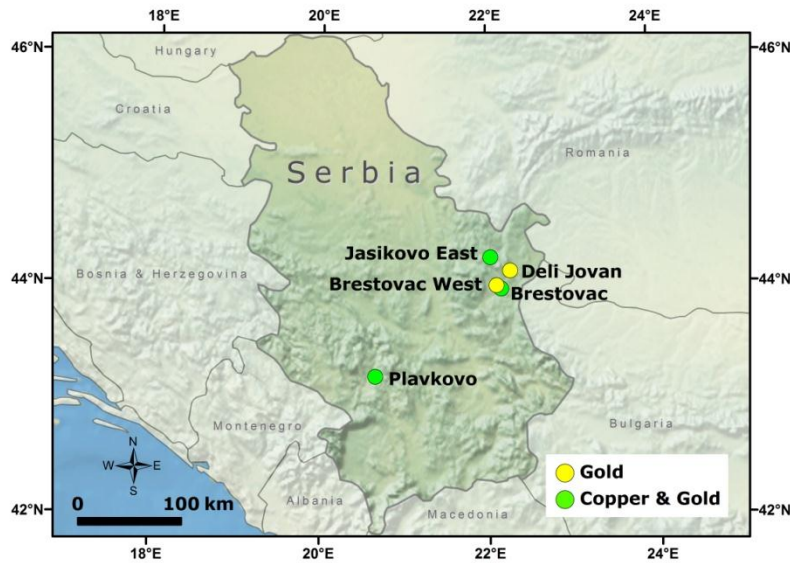 20°E
22°E
18°E
24°E
46°N
46°N
Hungary
Croatia
Romania
Serbia
Jasikovo East
Deli Jovan
44°N
44°N
Bosnia & Herzegovina
Brestovac West
Brestovac
Plavkovo
Montenegro
Bulgaria
N
W
E
S
Gold
0
100 km
Albania
Copper & Gold
Macedonia
42°N
42°N
18°E
20°E
22°E
24°E